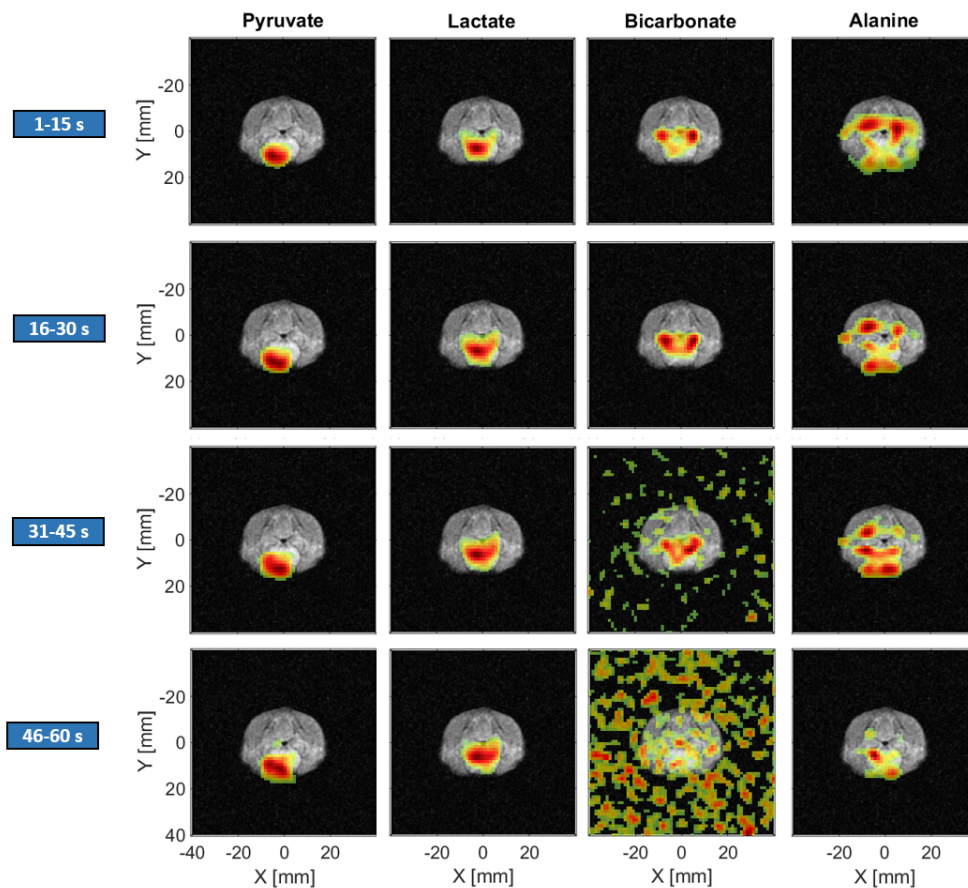 Pyruvate Lactate Bicarbonate Alanine
1-15 s
-20
0
20
Y [mm]
16-30 s
-20
0
20
Y [mm]
31-45 s
-20
0
20
Y [mm]
46-60 s
-20
0
20
40
Y [mm]
-40 -20 0 20 -20 0 20 -20 0 20 -20 0 20
X [mm] X [mm] X [mm] X [mm]